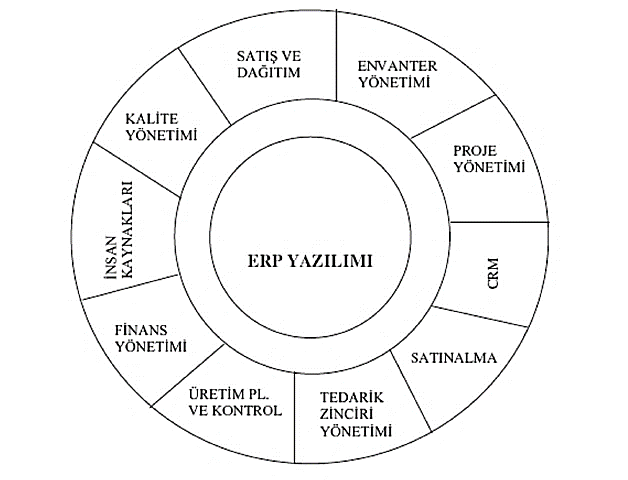 SATIŞ VE
DAĞITIM
ENVANTER
YÖNETİMİ
PROJE
YÖNETİMİ
CRM
SATINALMA
TEDARİK
ZİNCİRİ
YÖNETİMİ
ÜRETİM PL.
VE KONTROL
FİNANS
YÖNETİMİ
İNSAN
KAYNAKLARI
KALİTE
YÖNETİMİ
ERP YAZILIMI